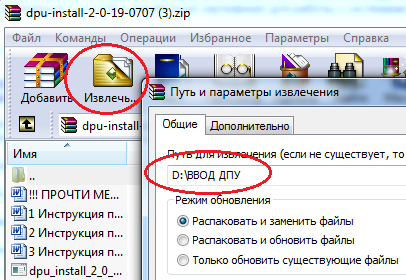 dpu-install-2-0-19-0707 (3).zip
Файл Команды Операции Избранное Параметры Справка
Добавить Извлечь...
dpu-install-
Имя
..
!!! ПРОЧТИ МЕ...
1 Инструкция п...
2 Инструкция п...
3 Инструкция п...
dpu_install_2_0_...
Путь и параметры извлечения
Общие Дополнительно
Путь для извлечения (если не существует, то
D:\ВВОД ДПУ
Режим обновления
Распаковать и заменить файлы
Распаковать и обновить файлы
Только обновить существующие файлы